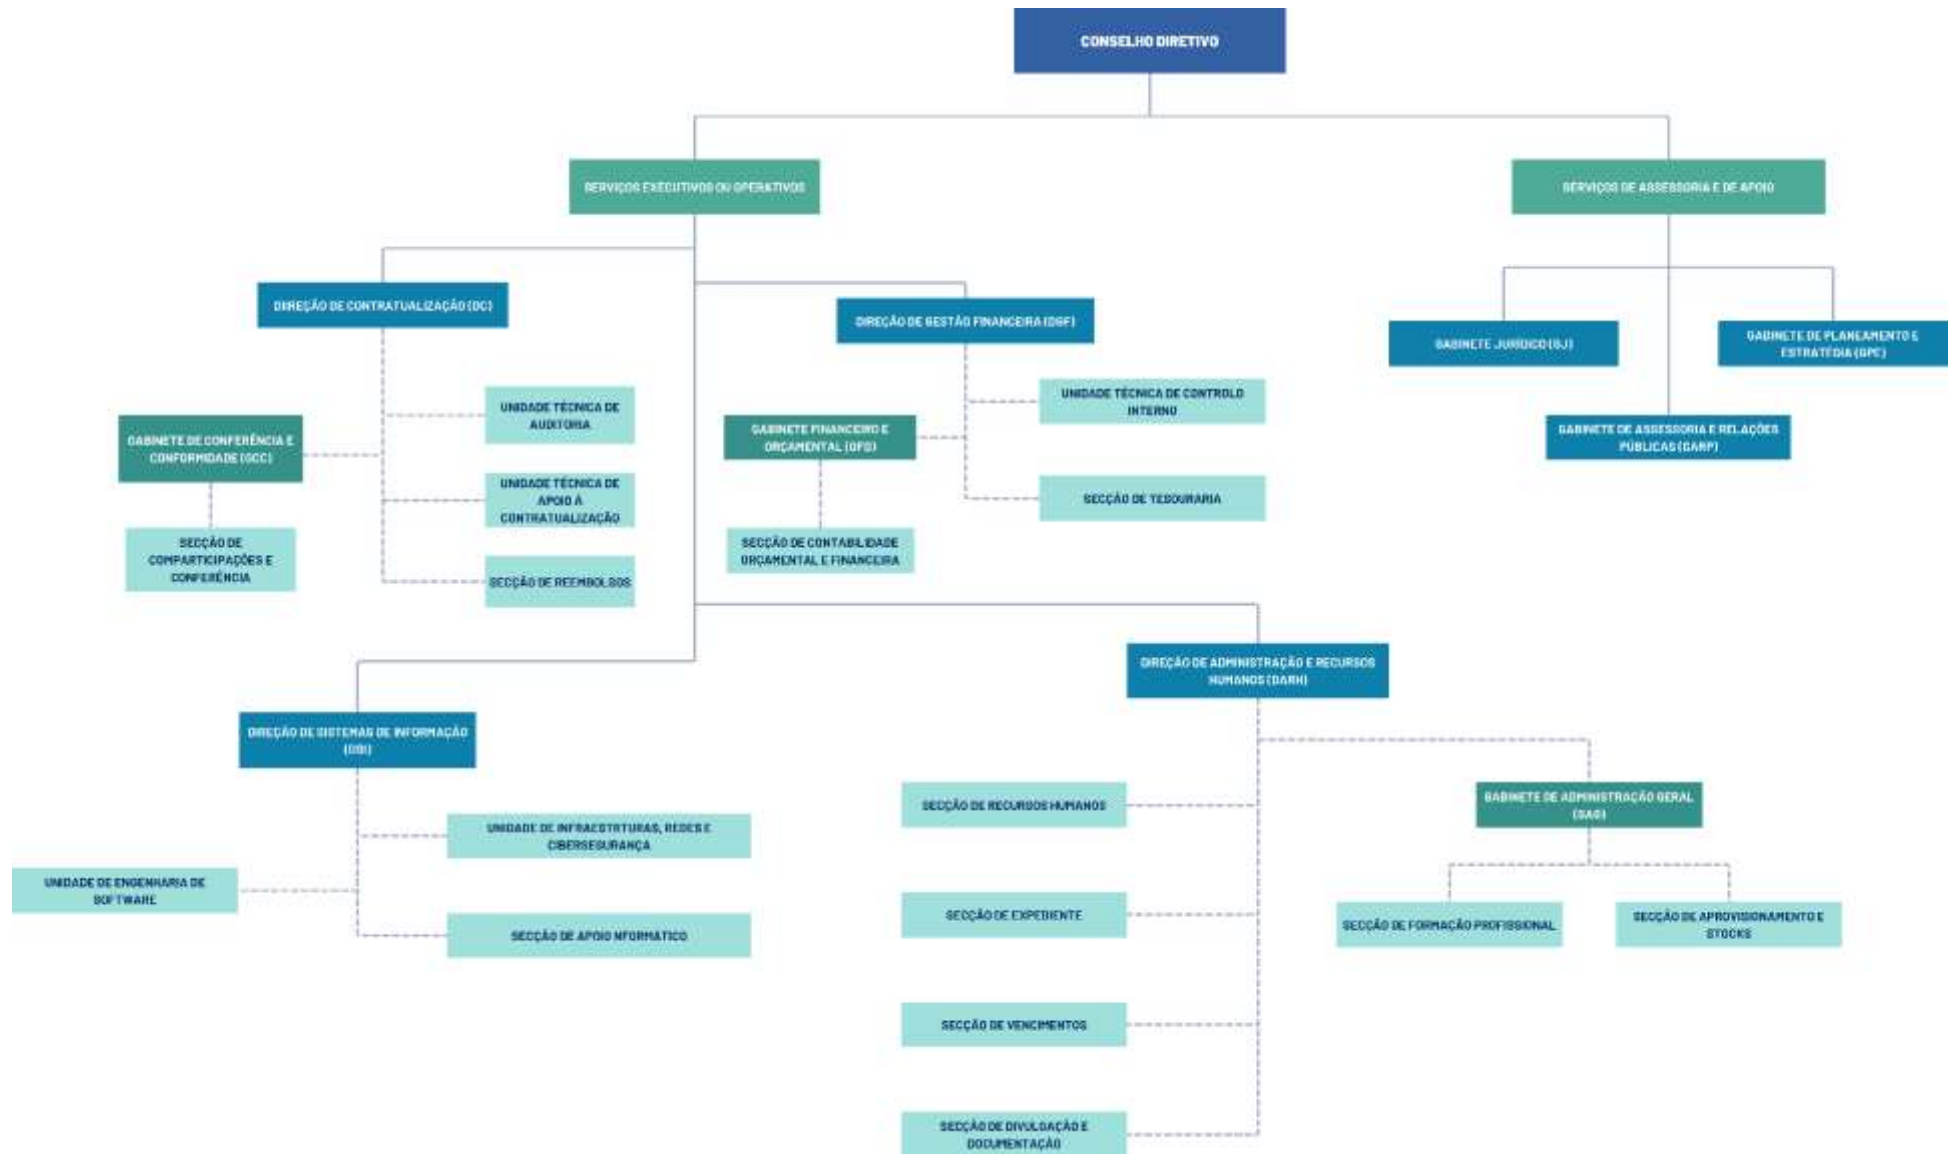 CONSELHO DIRETIVO
SERVIÇOS EXECUTIVOS OU OPERATIVOS
SERVIÇOS DE ASSESSORIA E DE APOIO
DIREÇÃO DE CONTRATUALIZAÇÃO (DC)
DIREÇÃO DE GESTÃO FINANCEIRA (DGF)
GABINETE JURÍDICO (GJ)
GABINETE DE PLANEAMENTO E
ESTRATÉGIA (GPE)
UNIDADE TÉCNICA DE
AUDITORIA
UNIDADE TÉCNICA DE CONTROLO
INTERNO
GABINETE DE CONFERÊNCIA E
CONFORMIDADE (GCC)
GABINETE FINANCEIRO E
ORÇAMENTAL (GFO)
GABINETE DE ASSESSORIA E RELAÇÕES
PÚBLICAS (GARP)
UNIDADE TÉCNICA DE
APOIO À
CONTRATUALIZAÇÃO
SECÇÃO DE TESOURARIA
SECÇÃO DE
COMPARTICIPAÇÕES E
CONFERÊNCIA
SECÇÃO DE REEMBOLSOS
SECÇÃO DE CONTABILIDADE
ORÇAMENTAL E FINANCEIRA
DIREÇÃO DE ADMINISTRAÇÃO E RECURSOS
HUMANOS (DARH)
DIREÇÃO DE SISTEMAS DE INFORMAÇÃO
(DSI)
SECÇÃO DE RECURSOS HUMANOS
GABINETE DE ADMINISTRAÇÃO GERAL
(GAG)
UNIDADE DE INFRAESTRTURAS, REDES E
CIBERSEGURANÇA
UNIDADE DE ENGENHARIA DE
SOFTWARE
SECÇÃO DE APOIO NFORMÁTICO
SECÇÃO DE EXPEDIENTE
SECÇÃO DE FORMAÇÃO PROFISSIONAL
SECÇÃO DE APROVISIONAMENTO E
STOCKS
SECÇÃO DE VENCIMENTOS
SECÇÃO DE DIVULGAÇÃO E
DOCUMENTAÇÃO